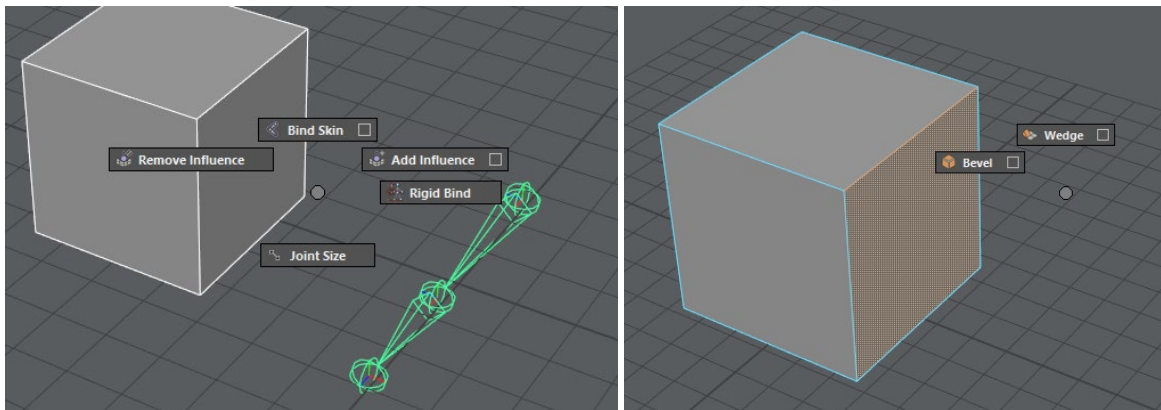 Bind Skin
Remove Influence
Add Influence
Rigid Bind
Joint Size
Wedge
Bevel